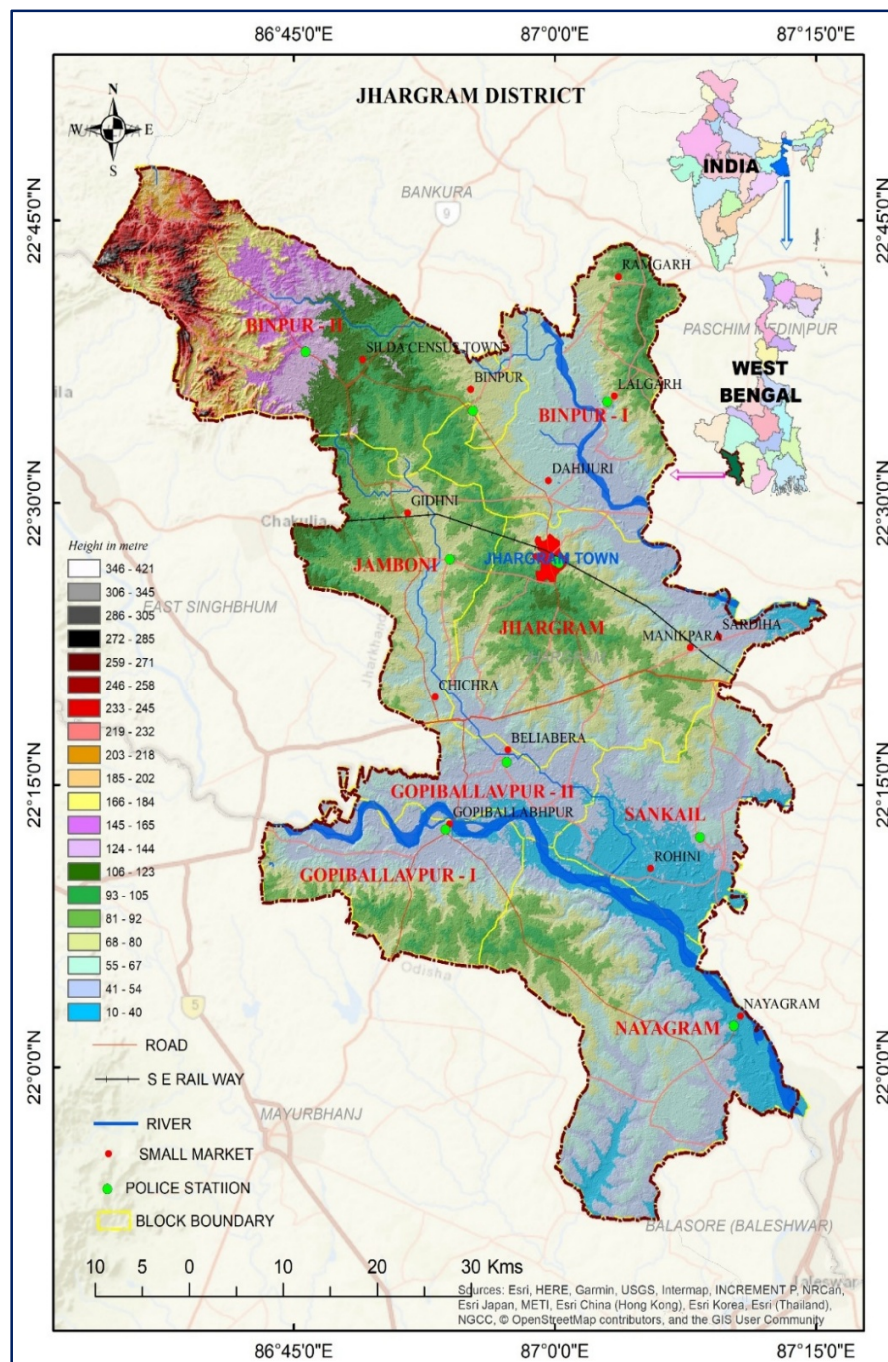 86°45'0"E 87°0'0"E 87°15'0"E
JHARGRAM DISTRICT
N
W E
S
INDIA
BANKURA
9
22°45'0"N 22°45'0"N
RAMGARH
PASCHIM MEDINIPUR
BINPUR - II
SILDA CENSUS TOWN
WEST
BENGAL
BINPUR
LALGARH
BINPUR - I
DAHIJURI
22°30'0"N 22°30'0"N
GIDHNI
Chakulia
Height in metre
JAMBONI
JHARGRAM TOWN
346 - 421
306 - 345
286 - 305
272 - 285
259 - 271
246 - 258
233 - 245
219 - 232
203 - 218
185 - 202
166 - 184
145 - 165
124 - 144
106 - 123
93 - 105
81 - 92
68 - 80
55 - 67
41 - 54
10 - 40
EAST SINGHBHUM
JHARGRAM
SARDIHA
MANIKPARA
Jharkhand
CHICHRA
BELIABERA
22°15'0"N 22°15'0"N
GOPIBALLAVPUR - II
GOPIBALLABHPUR
SANKAIL
ROHINI
GOPIBALLAVPUR - I
Odisha
5
NAYAGRAM
NAYAGRAM
22°0'0"N 22°0'0"N
ROAD
S E RAIL WAY
MAYURBHANJ
RIVER
SMALL MARKET
POLICE STATIION
BLOCK BOUNDARY
BALASORE (BALESHWAR)
10 5 0 10 20 30 Kms
Jaleswar
Sources: Esri, HERE, Garmin, USGS, Intermap, INCREMENT P, NRCan,
Esri Japan, METI, Esri China (Hong Kong), Esri Korea, Esri (Thailand),
NGCC, © OpenStreetMap contributors, and the GIS User Community
86°45'0"E 87°0'0"E 87°15'0"E